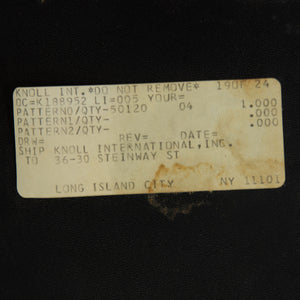 KNOLL INT.*DO NOT REMOVE* 24
OC=K188952 LI=005 YOUR=
PATTERN0/QTY-50120 04 1.000
PATTERN1/QTY- .000
PATTERN2/QTY- .000
DRW= REV= DATE=
SHIP KNOLL INTERNATIONAL,INC.
TO 36-30 STEINWAY ST
LONG ISLAND CITY NY 11101